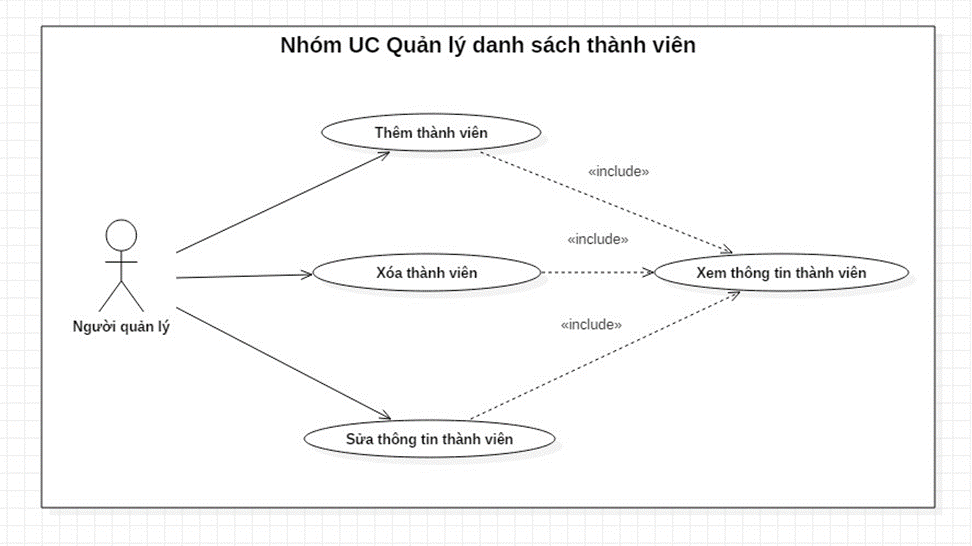 Nhóm UC Quản lý danh sách thành viên
Thêm thành viên
«include»
«include»
Xóa thành viên
Xem thông tin thành viên
«include»
Người quản lý
Sửa thông tin thành viên